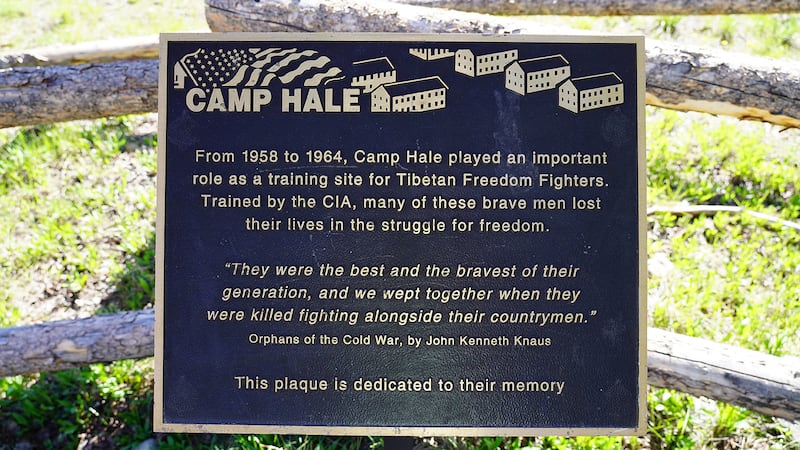 CAMP HALE
From 1958 to 1964, Camp Hale played an important
role as a training site for Tibetan Freedom Fighters.
Trained by the CIA, many of these brave men lost
their lives in the struggle for freedom.
“They were the best and the bravest of their
generation, and we wept together when they
were killed fighting alongside their countrymen.”
Orphans of the Cold War, by John Kenneth Knaus
This plaque is dedicated to their memory